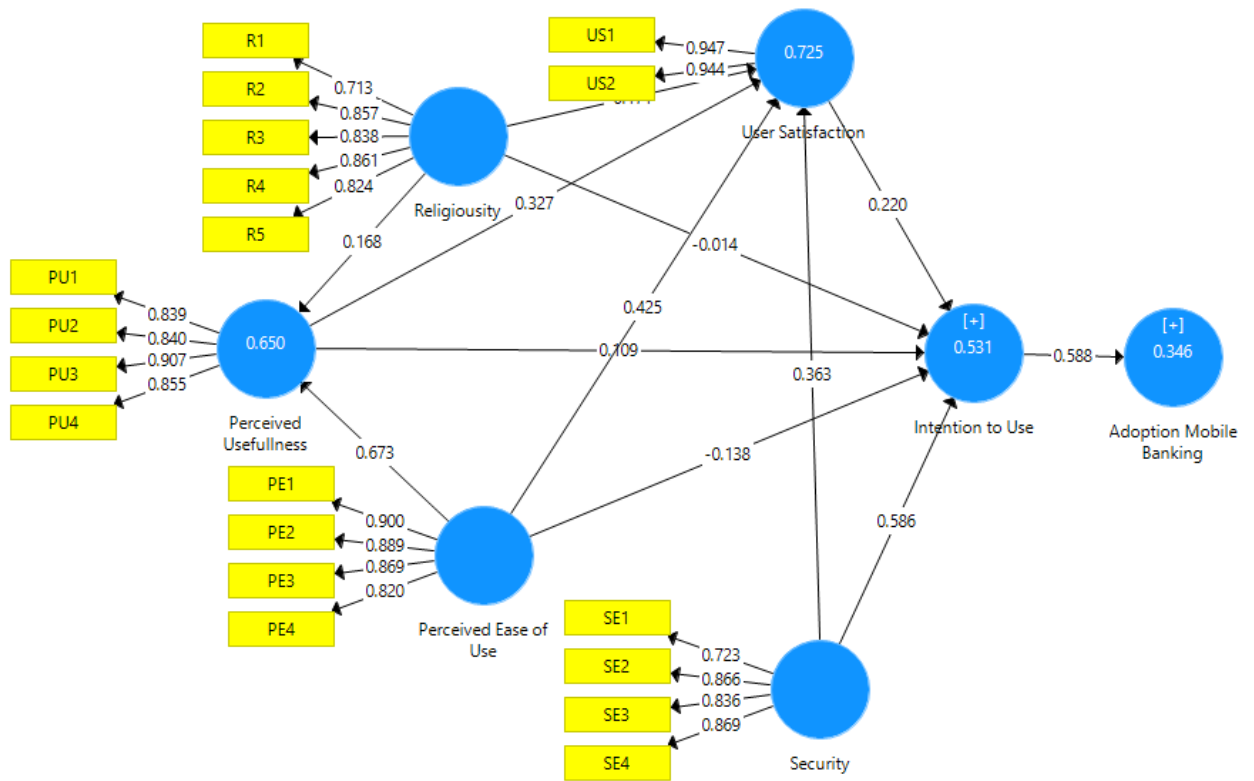 R1
R2
R3
R4
R5
0.713
0.857
0.838
0.861
0.824
Religiousity
US1
US2
0.947
0.944
0.725
User Satisfaction
0.327
0.168
-0.014
0.220
PU1
PU2
PU3
PU4
0.839
0.840
0.907
0.855
0.650
Perceived
Usefullness
0.425
0.109
0.363
[+]
0.531
Intention to Use
0.588
[+]
0.346
Adoption Mobile
Banking
0.673
-0.138
0.586
PE1
PE2
PE3
PE4
0.900
0.889
0.869
0.820
Perceived Ease of
Use
SE1
SE2
SE3
SE4
0.723
0.866
0.836
0.869
Security